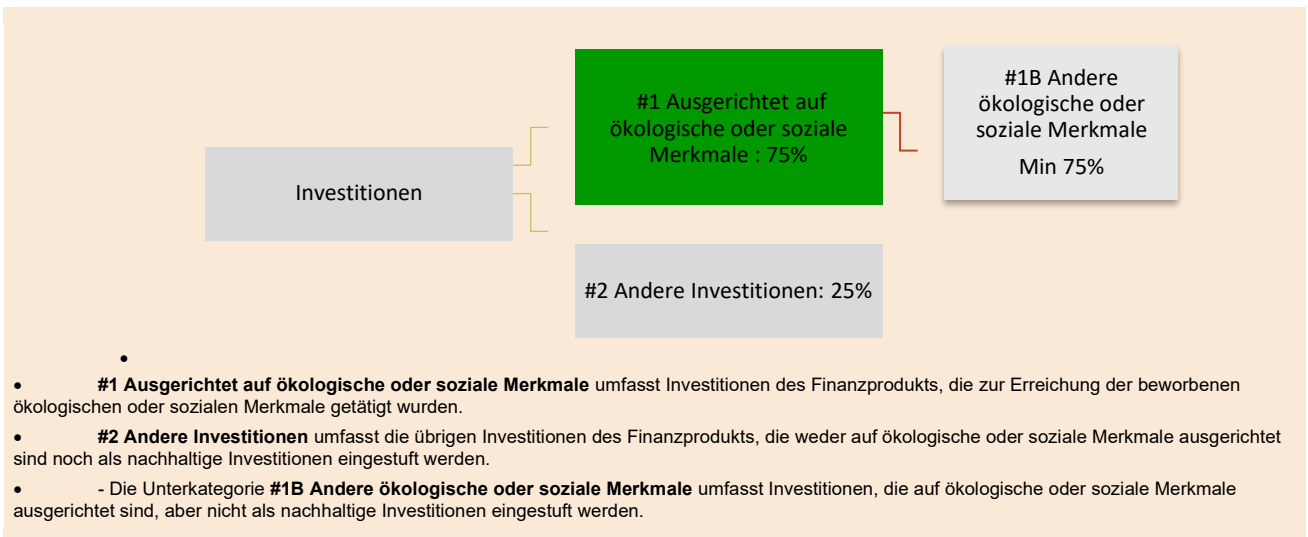 #1 Ausgerichtet auf
ökologische oder soziale
Merkmale : 75%
#1B Andere
ökologische oder
soziale Merkmale
Min 75%
Investitionen
#2 Andere Investitionen: 25%
•
• #1 Ausgerichtet auf ökologische oder soziale Merkmale umfasst Investitionen des Finanzprodukts, die zur Erreichung der beworbenen
ökologischen oder sozialen Merkmale getätigt wurden.
• #2 Andere Investitionen umfasst die übrigen Investitionen des Finanzprodukts, die weder auf ökologische oder soziale Merkmale ausgerichtet
sind noch als nachhaltige Investitionen eingestuft werden.
• - Die Unterkategorie #1B Andere ökologische oder soziale Merkmale umfasst Investitionen, die auf ökologische oder soziale Merkmale
ausgerichtet sind, aber nicht als nachhaltige Investitionen eingestuft werden.